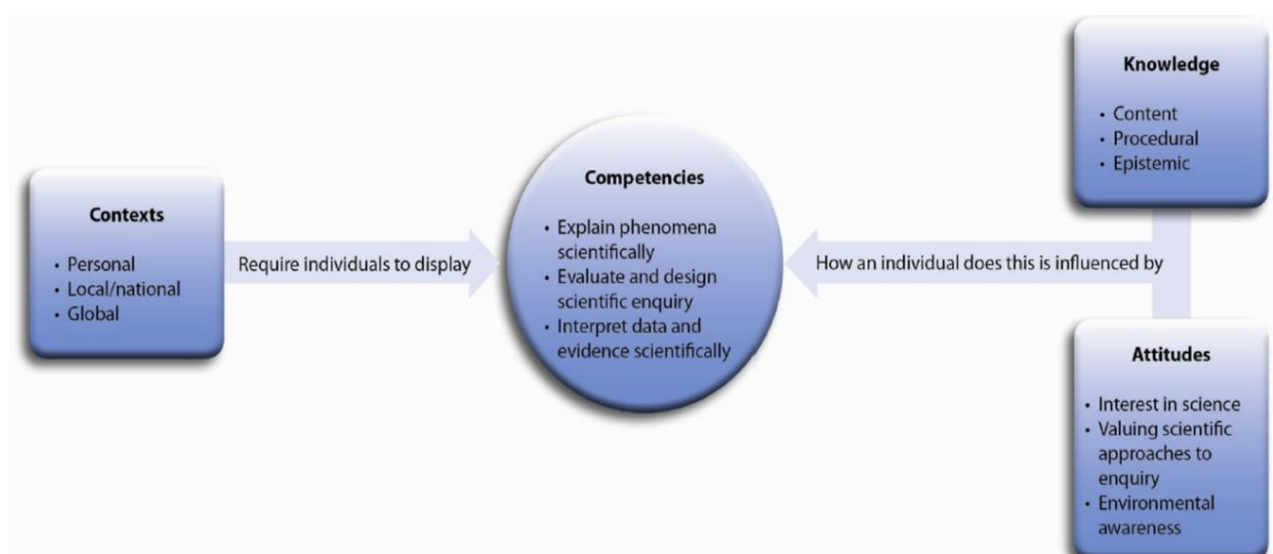 Contexts
• Personal
• Local/national
• Global
Require individuals to display
Competencies
• Explain phenomena
scientifically
• Evaluate and design
scientific enquiry
• Interpret data and
evidence scientifically
How an individual does this is influenced by
Knowledge
• Content
• Procedural
• Epistemic
Attitudes
• Interest in science
• Valuing scientific
approaches to
enquiry
• Environmental
awareness